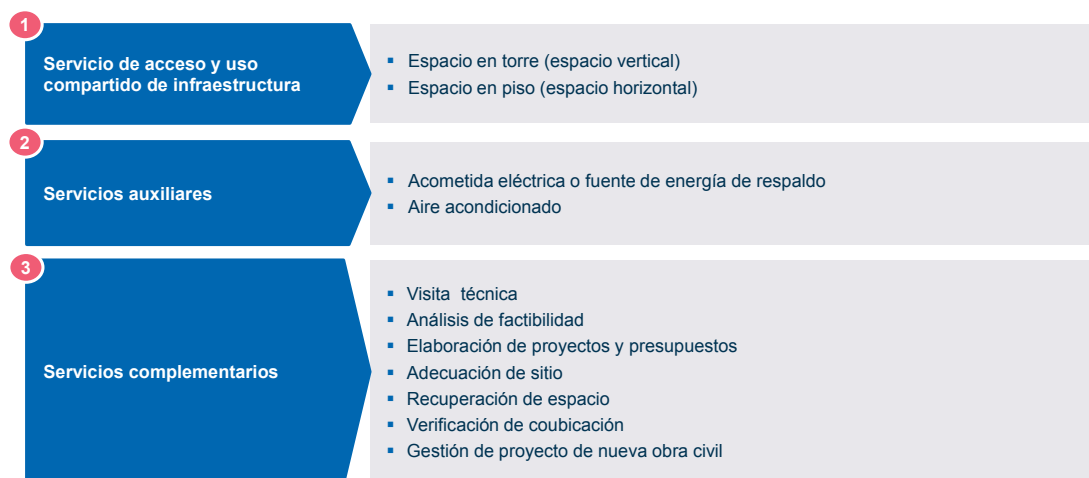 1
Servicio de acceso y uso
compartido de infraestructura
▪ Espacio en torre (espacio vertical)
▪ Espacio en piso (espacio horizontal)
2
Servicios auxiliares
▪ Acometida eléctrica o fuente de energía de respaldo
▪ Aire acondicionado
3
Servicios complementarios
▪ Visita técnica
▪ Análisis de factibilidad
▪ Elaboración de proyectos y presupuestos
▪ Adecuación de sitio
▪ Recuperación de espacio
▪ Verificación de coubicación
▪ Gestión de proyecto de nueva obra civil